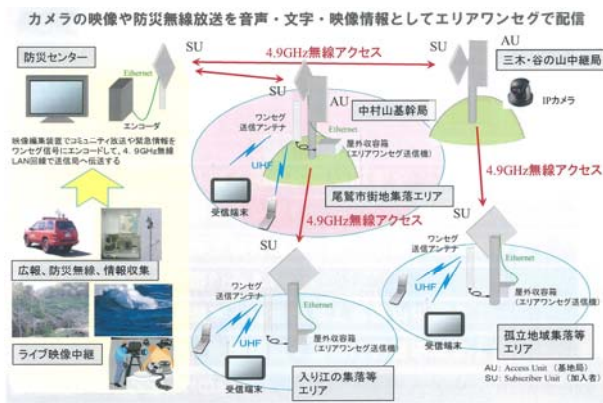 カメラの映像や防災無線放送を音声・文字・映像情報としてエリアワンセグで配信
SU
4.9GHz無線アクセス
AU
SU
防災センター
Ethernet
エンコーダ
映像編集装置でコミュニティ放送や緊急情報を
ワンセグ信号にエンコードして、4.9GHz無線
LAN回線で送信局へ伝送する
SU
AU
中村山基幹局
ワンセグ
送信アンテナ
Ethernet
屋外収容箱
(エリアワンセグ送信機)
UHF
受信端末
尾鷲市街地集落エリア
三木・谷の山中継局
IPカメラ
4.9GHz無線アクセス
4.9GHz無線アクセス
広報、防災無線、情報収集
ライブ映像中継
SU
ワンセグ
送信アンテナ
Ethernet
UHF
屋外収容箱
(エリアワンセグ送信機)
受信端末
入り江の集落等
エリア
SU
ワンセグ
送信アンテナ
Ethernet
UHF
屋外収容箱
(エリアワンセグ送信機)
受信端末
孤立地域集落等
エリア
AU: Access Unit (基地局)
SU: Subscriber Unit (加入者)